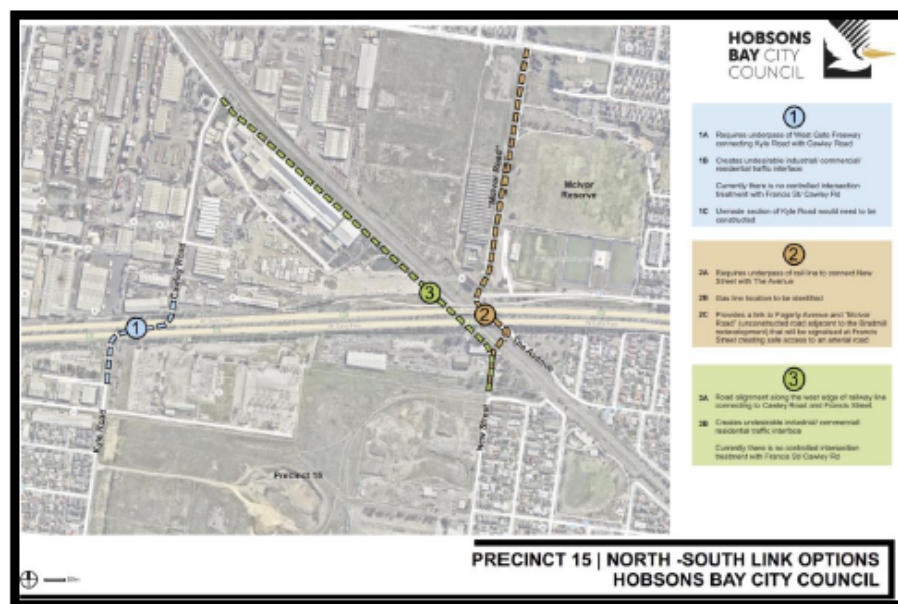 HOBSONS
BAY CITY
COUNCIL
1
1A Requires underpass of West Gate Freeway
connecting Kyle Road with Cawley Road
1B Creates undesirable industrial/ commercial/
residential traffic interface
Currently there is no controlled intersection
treatment with Francis St/ Cawley Rd
1C Unmade section of Kyle Road would need to be
constructed
2
2A Requires underpass of rail line to connect New
Street with The Avenue
2B Gas line location to be identified
2C Provides a link to Fogarty Avenue and "McIvor
Road" (unconstructed road adjacent to the Bradmill
redevelopment) that will be signalised at Francis
Street creating safe access to an arterial road
3
3A Road alignment along the west edge of railway line
connecting to Cawley Road and Francis Street
3B Creates undesirable industrial/ commercial/
residential traffic interface
Currently there is no controlled intersection
treatment with Francis St/ Cawley Rd
"McIvor Road"
McIvor
Reserve
Cawley Road
3
2
1
The Avenue
Kyle Road
New Street
Precinct 15
PRECINCT 15 | NORTH -SOUTH LINK OPTIONS
HOBSONS BAY CITY COUNCIL